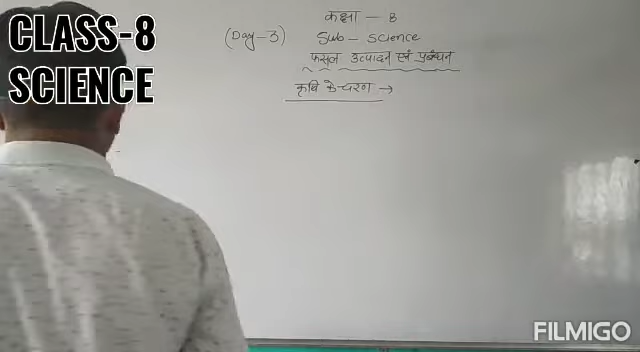 CLASS-8
SCIENCE
कक्षा - 8
(Day-3) Sub - Science
फसल उत्पादन एवं प्रबंधन
कृषि के चरण →
FILMIGO